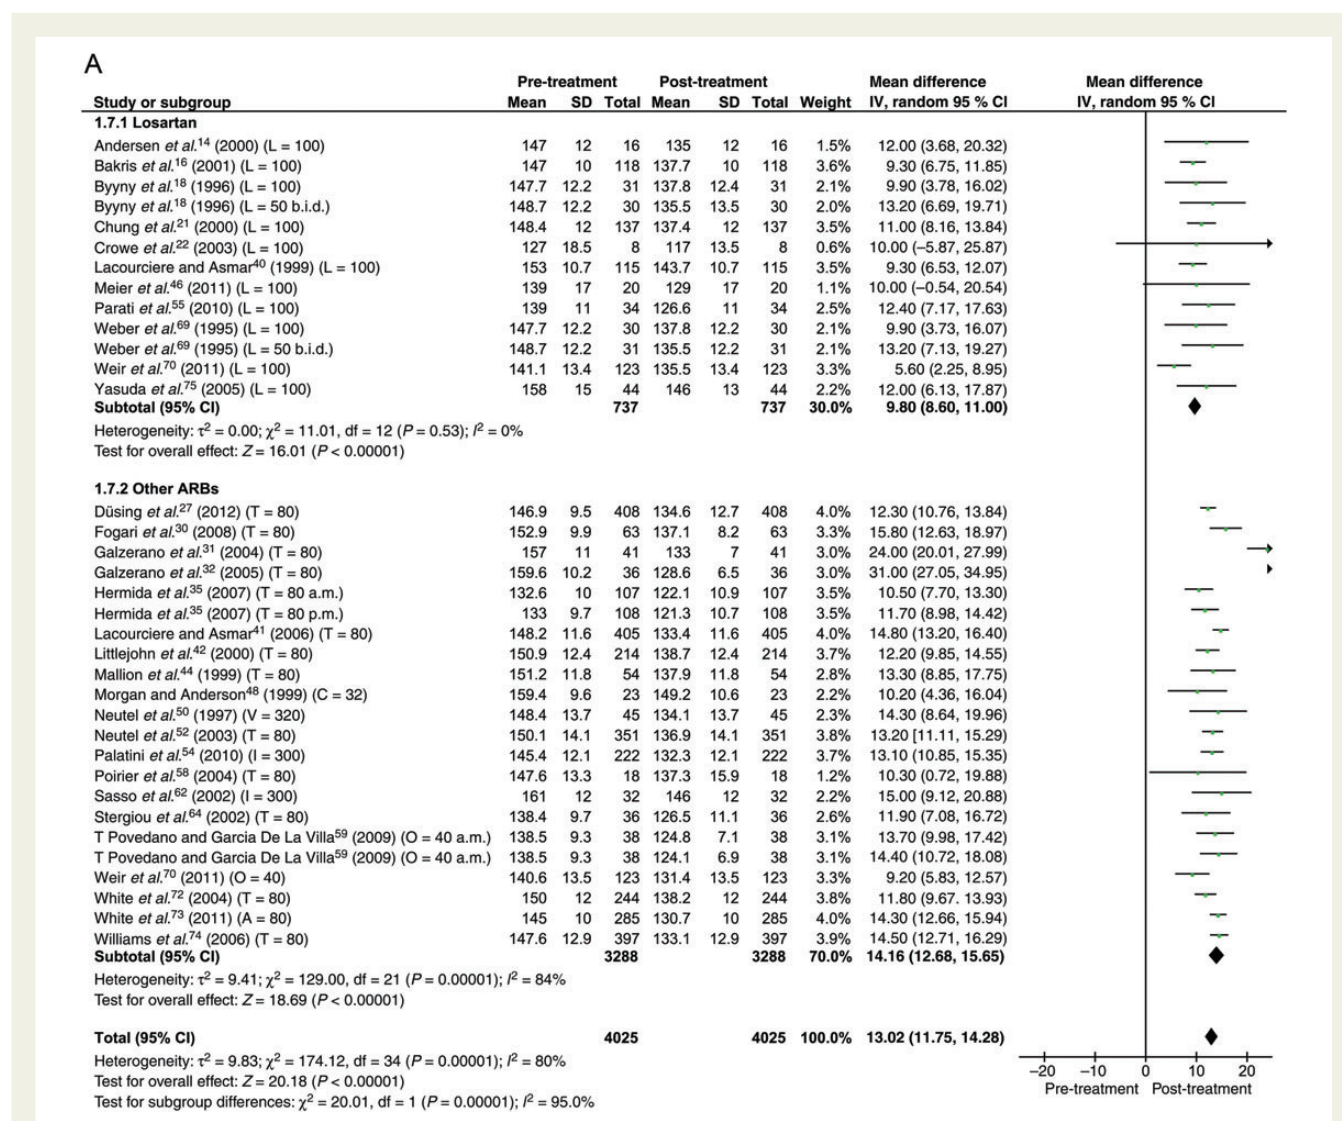 A
Pre-treatment Post-treatment Mean difference Mean difference
Study or subgroup Mean SD Total Mean SD Total Weight IV, random 95 % CI IV, random 95 % CI
1.7.1 Losartan
Andersen et al.14 (2000) (L = 100) 147 12 16 135 12 16 1.5% 12.00 (3.68, 20.32)
Bakris et al.16 (2001) (L = 100) 147 10 118 137.7 10 118 3.6% 9.30 (6.75, 11.85)
Byyny et al.18 (1996) (L = 100) 147.7 12.2 31 137.8 12.4 31 2.1% 9.90 (3.78, 16.02)
Byyny et al.18 (1996) (L = 50 b.i.d.) 148.7 12.2 30 135.5 13.5 30 2.0% 13.20 (6.69, 19.71)
Chung et al.21 (2000) (L = 100) 148.4 12 137 137.4 12 137 3.5% 11.00 (8.16, 13.84)
Crowe et al.22 (2003) (L = 100) 127 18.5 8 117 13.5 8 0.6% 10.00 (−5.87, 25.87)
Lacourciere and Asmar40 (1999) (L = 100) 153 10.7 115 143.7 10.7 115 3.5% 9.30 (6.53, 12.07)
Meier et al.46 (2011) (L = 100) 139 17 20 129 17 20 1.1% 10.00 (−0.54, 20.54)
Parati et al.55 (2010) (L = 100) 139 11 34 126.6 11 34 2.5% 12.40 (7.17, 17.63)
Weber et al.69 (1995) (L = 100) 147.7 12.2 30 137.8 12.2 30 2.1% 9.90 (3.73, 16.07)
Weber et al.69 (1995) (L = 50 b.i.d.) 148.7 12.2 31 135.5 12.2 31 2.1% 13.20 (7.13, 19.27)
Weir et al.70 (2011) (L = 100) 141.1 13.4 123 135.5 13.4 123 3.3% 5.60 (2.25, 8.95)
Yasuda et al.75 (2005) (L = 100) 158 15 44 146 13 44 2.2% 12.00 (6.13, 17.87)
Subtotal (95% CI) 737 737 30.0% 9.80 (8.60, 11.00)
Heterogeneity: τ2 = 0.00; χ2 = 11.01, df = 12 (P = 0.53); I2 = 0%
Test for overall effect: Z = 16.01 (P < 0.00001)
1.7.2 Other ARBs
Düsing et al.27 (2012) (T = 80) 146.9 9.5 408 134.6 12.7 408 4.0% 12.30 (10.76, 13.84)
Fogari et al.30 (2008) (T = 80) 152.9 9.9 63 137.1 8.2 63 3.3% 15.80 (12.63, 18.97)
Galzerano et al.31 (2004) (T = 80) 157 11 41 133 7 41 3.0% 24.00 (20.01, 27.99)
Galzerano et al.32 (2005) (T = 80) 159.6 10.2 36 128.6 6.5 36 3.0% 31.00 (27.05, 34.95)
Hermida et al.35 (2007) (T = 80 a.m.) 132.6 10 107 122.1 10.9 107 3.5% 10.50 (7.70, 13.30)
Hermida et al.35 (2007) (T = 80 p.m.) 133 9.7 108 121.3 10.7 108 3.5% 11.70 (8.98, 14.42)
Lacourciere and Asmar41 (2006) (T = 80) 148.2 11.6 405 133.4 11.6 405 4.0% 14.80 (13.20, 16.40)
Littlejohn et al.42 (2000) (T = 80) 150.9 12.4 214 138.7 12.4 214 3.7% 12.20 (9.85, 14.55)
Mallion et al.44 (1999) (T = 80) 151.2 11.8 54 137.9 11.8 54 2.8% 13.30 (8.85, 17.75)
Morgan and Anderson48 (1999) (C = 32) 159.4 9.6 23 149.2 10.6 23 2.2% 10.20 (4.36, 16.04)
Neutel et al.50 (1997) (V = 320) 148.4 13.7 45 134.1 13.7 45 2.3% 14.30 (8.64, 19.96)
Neutel et al.52 (2003) (T = 80) 150.1 14.1 351 136.9 14.1 351 3.8% 13.20 [11.11, 15.29)
Palatini et al.54 (2010) (I = 300) 145.4 12.1 222 132.3 12.1 222 3.7% 13.10 (10.85, 15.35)
Poirier et al.58 (2004) (T = 80) 147.6 13.3 18 137.3 15.9 18 1.2% 10.30 (0.72, 19.88)
Sasso et al.62 (2002) (I = 300) 161 12 32 146 12 32 2.2% 15.00 (9.12, 20.88)
Stergiou et al.64 (2002) (T = 80) 138.4 9.7 36 126.5 11.1 36 2.6% 11.90 (7.08, 16.72)
T Povedano and Garcia De La Villa59 (2009) (O = 40 a.m.) 138.5 9.3 38 124.8 7.1 38 3.1% 13.70 (9.98, 17.42)
T Povedano and Garcia De La Villa59 (2009) (O = 40 a.m.) 138.5 9.3 38 124.1 6.9 38 3.1% 14.40 (10.72, 18.08)
Weir et al.70 (2011) (O = 40) 140.6 13.5 123 131.4 13.5 123 3.3% 9.20 (5.83, 12.57)
White et al.72 (2004) (T = 80) 150 12 244 138.2 12 244 3.8% 11.80 (9.67. 13.93)
White et al.73 (2011) (A = 80) 145 10 285 130.7 10 285 4.0% 14.30 (12.66, 15.94)
Williams et al.74 (2006) (T = 80) 147.6 12.9 397 133.1 12.9 397 3.9% 14.50 (12.71, 16.29)
Subtotal (95% CI) 3288 3288 70.0% 14.16 (12.68, 15.65)
Heterogeneity: τ2 = 9.41; χ2 = 129.00, df = 21 (P = 0.00001); I2 = 84%
Test for overall effect: Z = 18.69 (P < 0.00001)
Total (95% CI) 4025 4025 100.0% 13.02 (11.75, 14.28)
Heterogeneity: τ2 = 9.83; χ2 = 174.12, df = 34 (P = 0.00001); I2 = 80%
Test for overall effect: Z = 20.18 (P < 0.00001)
Test for subgroup differences: χ2 = 20.01, df = 1 (P = 0.00001); I2 = 95.0%
−20 −10 0 10 20
Pre-treatment Post-treatment